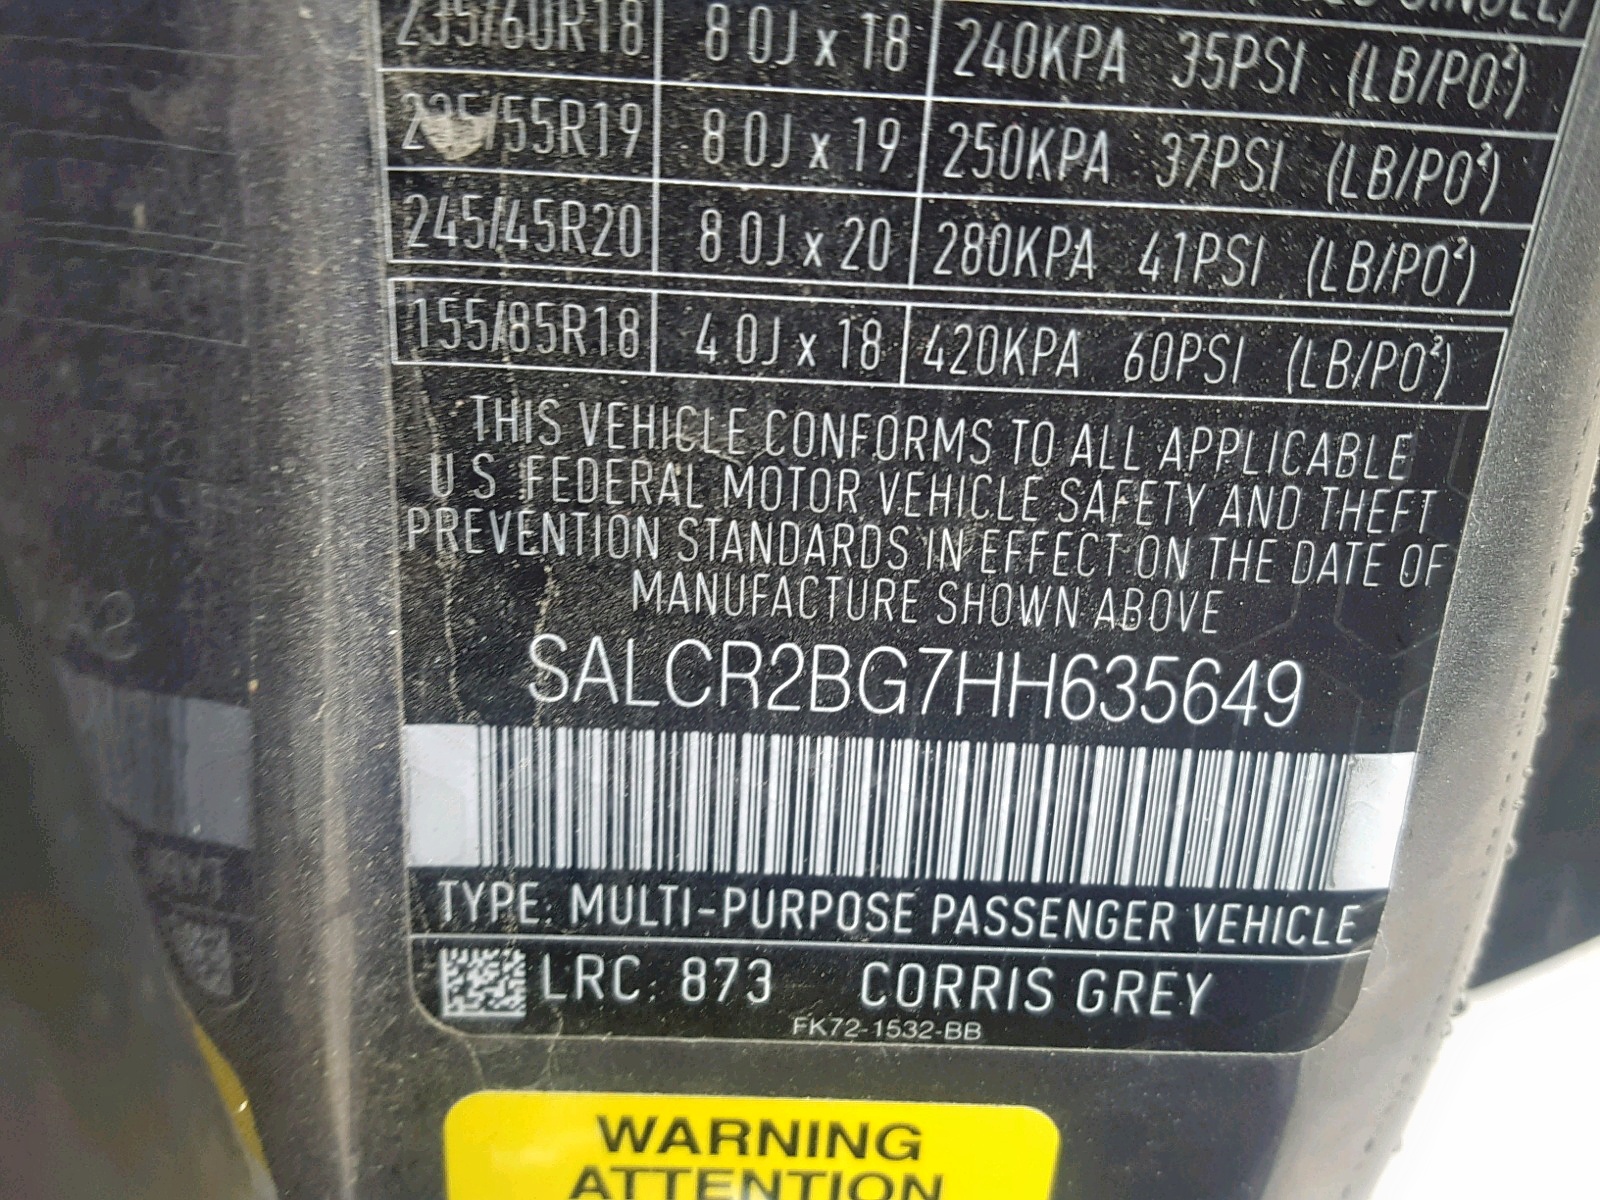 235/60R18 8 0J x 18 240KPA 35PSI (LB/PO²)
235/55R19 8 0J x 19 250KPA 37PSI (LB/PO²)
245/45R20 8 0J x 20 280KPA 41PSI (LB/PO²)
155/85R18 4 0J x 18 420KPA 60PSI (LB/PO²)
THIS VEHICLE CONFORMS TO ALL APPLICABLE
U S FEDERAL MOTOR VEHICLE SAFETY AND THEFT
PREVENTION STANDARDS IN EFFECT ON THE DATE OF
MANUFACTURE SHOWN ABOVE
SALCR2BG7HH635649
TYPE: MULTI-PURPOSE PASSENGER VEHICLE
LRC: 873 CORRIS GREY
FK72-1532-BB
WARNING
ATTENTION